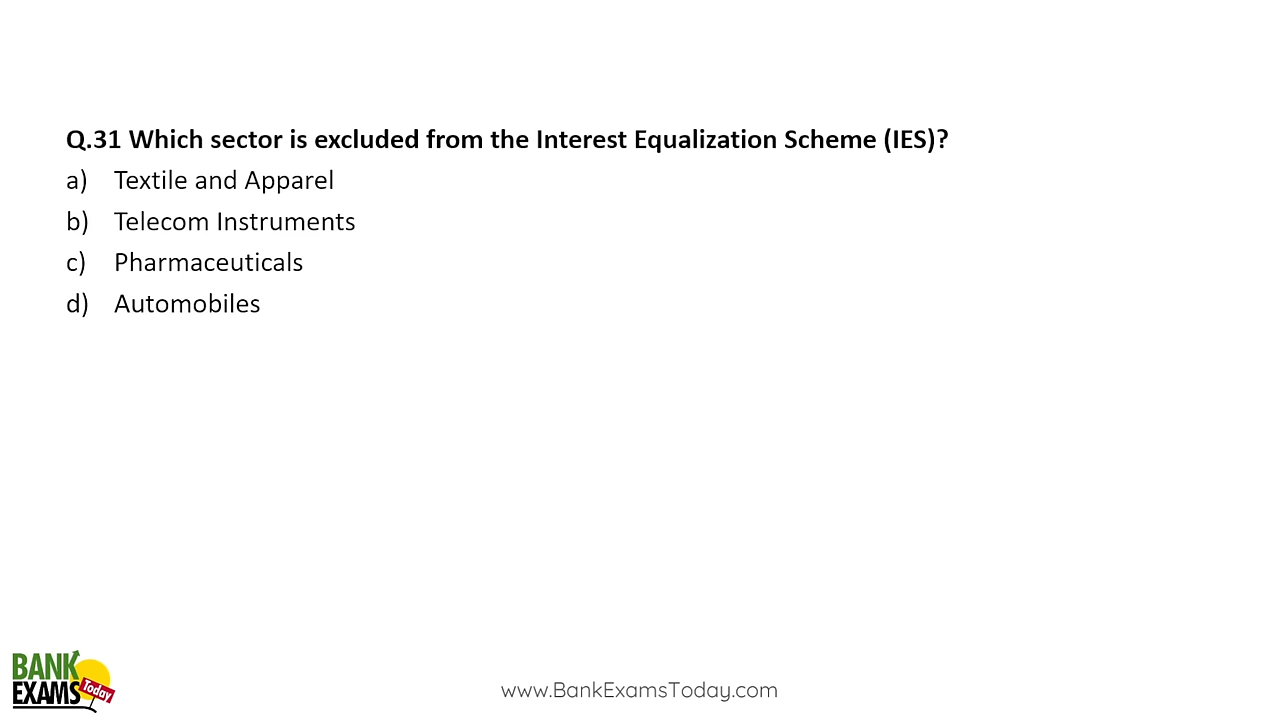 Q.31 Which sector is excluded from the Interest Equalization Scheme (IES)?
a) Textile and Apparel
b) Telecom Instruments
c) Pharmaceuticals
d) Automobiles
BANK
EXAMS Today
www.BankExamsToday.com